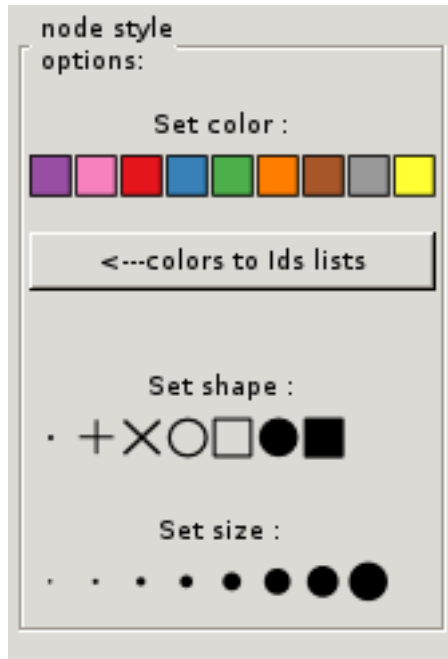 node style
options:
Set color :
<---colors to Ids lists
Set shape :
Set size :